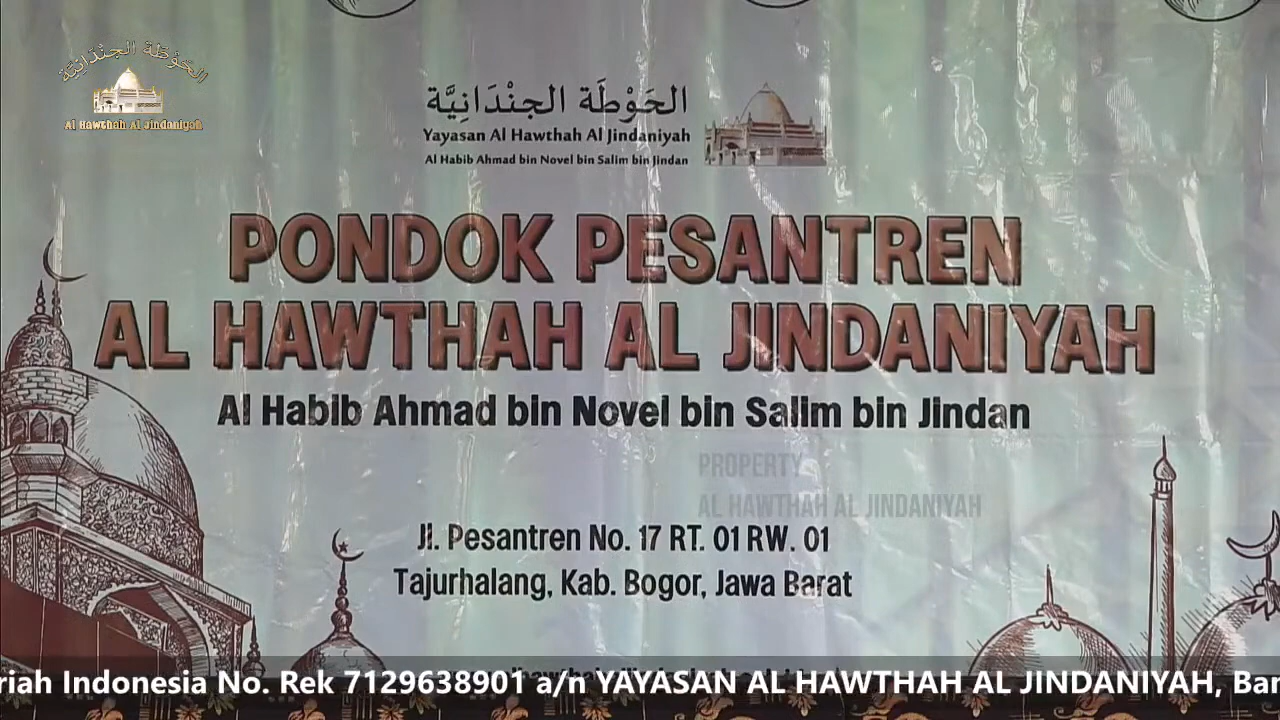 الحَوْطَة الجِنْدَانِيَّة
Al Hawthah Al Jindaniyah
الحَوْطَة الجِنْدَانِيَّة
Yayasan Al Hawthah Al Jindaniyah
Al Habib Ahmad bin Novel bin Salim bin Jindan
PONDOK PESANTREN
AL HAWTHAH AL JINDANIYAH
Al Habib Ahmad bin Novel bin Salim bin Jindan
PROPERTY
AL HAWTHAH AL JINDANIYAH
Jl. Pesantren No. 17 RT. 01 RW. 01
Tajurhalang, Kab. Bogor, Jawa Barat
riah Indonesia No. Rek 7129638901 a/n YAYASAN AL HAWTHAH AL JINDANIYAH, Ban